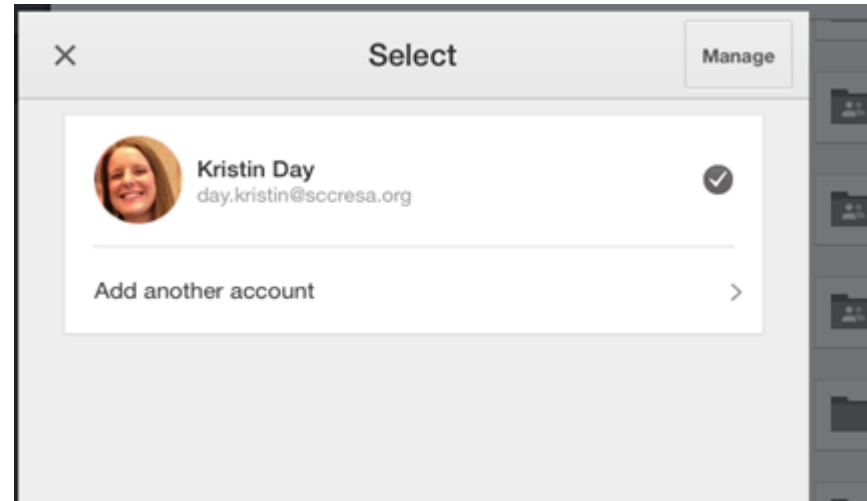 Select
Manage
Kristin Day
day.kristin@sccresa.org
Add another account